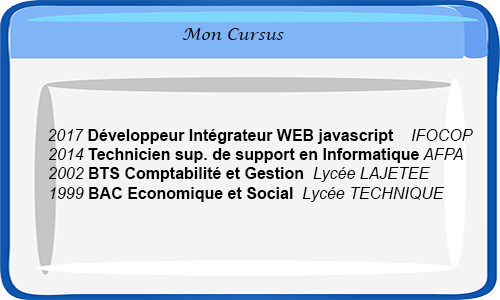 Mon Cursus
2017 Développeur Intégrateur WEB javascript IFOCOP
2014 Technicien sup. de support en Informatique AFPA
2002 BTS Comptabilité et Gestion Lycée LAJETEE
1999 BAC Economique et Social Lycée TECHNIQUE